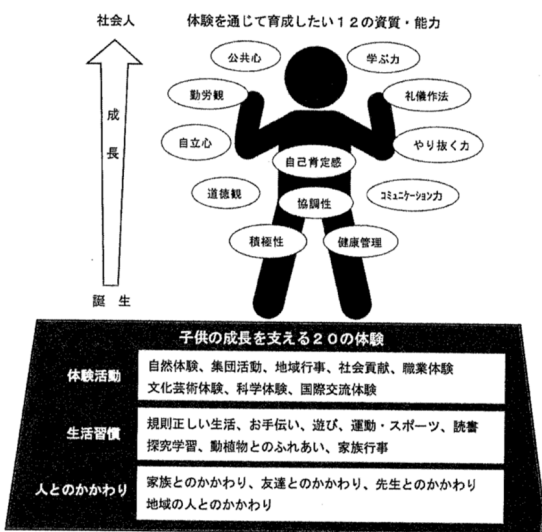 社会人
体験を通じて育成したい12の資質・能力
公共心
学ぶ力
勤労観
礼儀作法
成長
自立心
やり抜く力
自己肯定感
道徳観
コミュニケーション力
協調性
積極性
健康管理
誕生
子供の成長を支える20の体験
体験活動
自然体験、集団活動、地域行事、社会貢献、職業体験
文化芸術体験、科学体験、国際交流体験
生活習慣
規則正しい生活、お手伝い、遊び、運動・スポーツ、読書
探究学習、動植物とのふれあい、家族行事
人とのかかわり
家族とのかかわり、友達とのかかわり、先生とのかかわり
地域の人とのかかわり